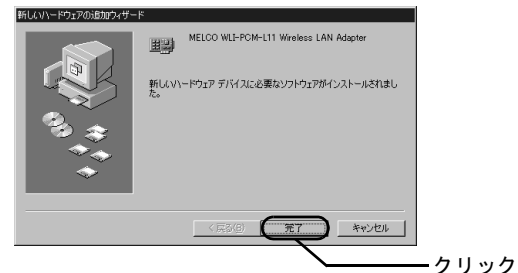 新しいハードウェアの追加ウィザード
MELCO WLI-PCM-L11 Wireless LAN Adapter
新しいハードウェア デバイスに必要なソフトウェアがインストールされまし
た。
< 戻る(B)
完了
キャンセル
クリック